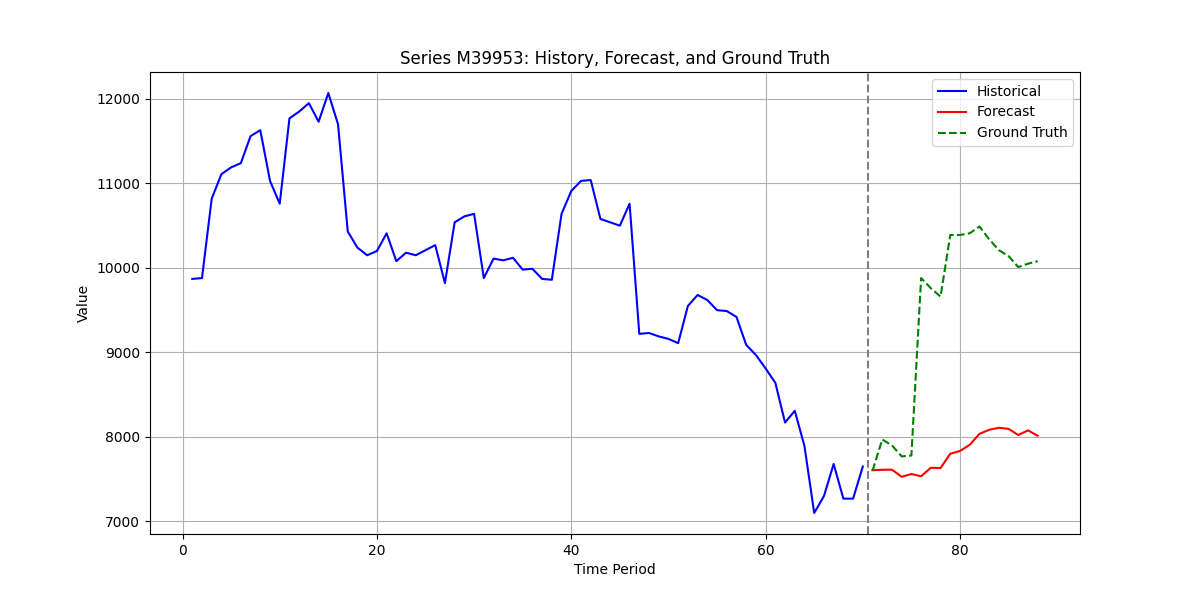 Series M39953: History, Forecast, and Ground Truth
12000
11000
10000
9000
8000
7000
Value
0
20
40
60
80
Time Period
Historical
Forecast
Ground Truth